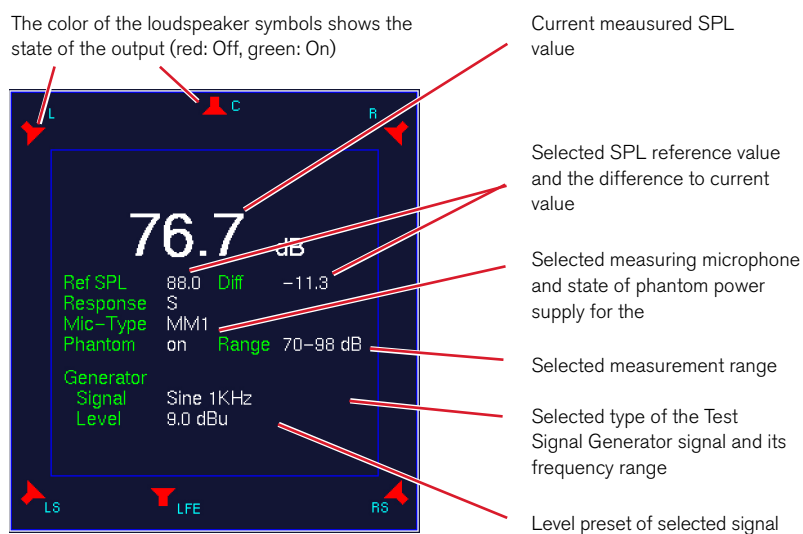 The color of the loudspeaker symbols shows the
state of the output (red: Off, green: On)
Current meausured SPL
value
L
C
R
Selected SPL reference value
and the difference to current
value
76.7 dB
Ref SPL 88.0 Diff -11.3
Response S
Mic-Type MM1
Phantom on Range 70-98 dB
Selected measuring microphone
and state of phantom power
supply for the
Selected measurement range
Generator
Signal Sine 1KHz
Level 9.0 dBu
Selected type of the Test
Signal Generator signal and its
frequency range
LS
LFE
RS
Level preset of selected signal